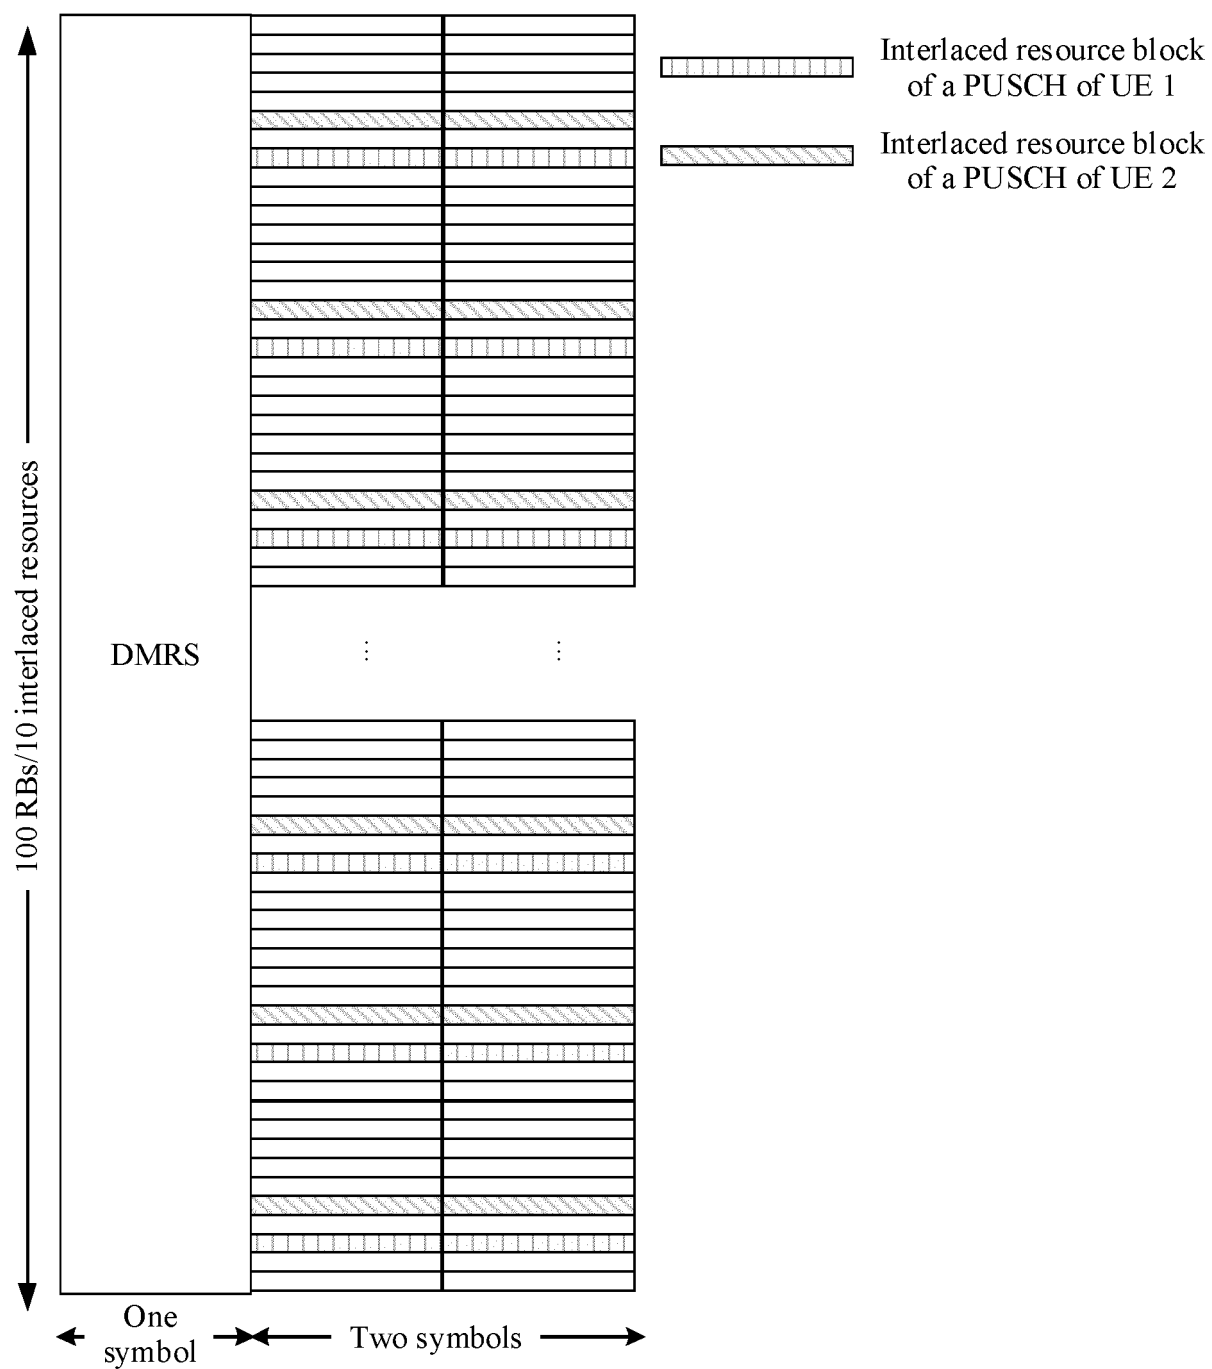 Interlaced resource block
of a PUSCH of UE 1
Interlaced resource block
of a PUSCH of UE 2
100 RBs/10 interlaced resources
DMRS
⋮
⋮
One
symbol
Two symbols